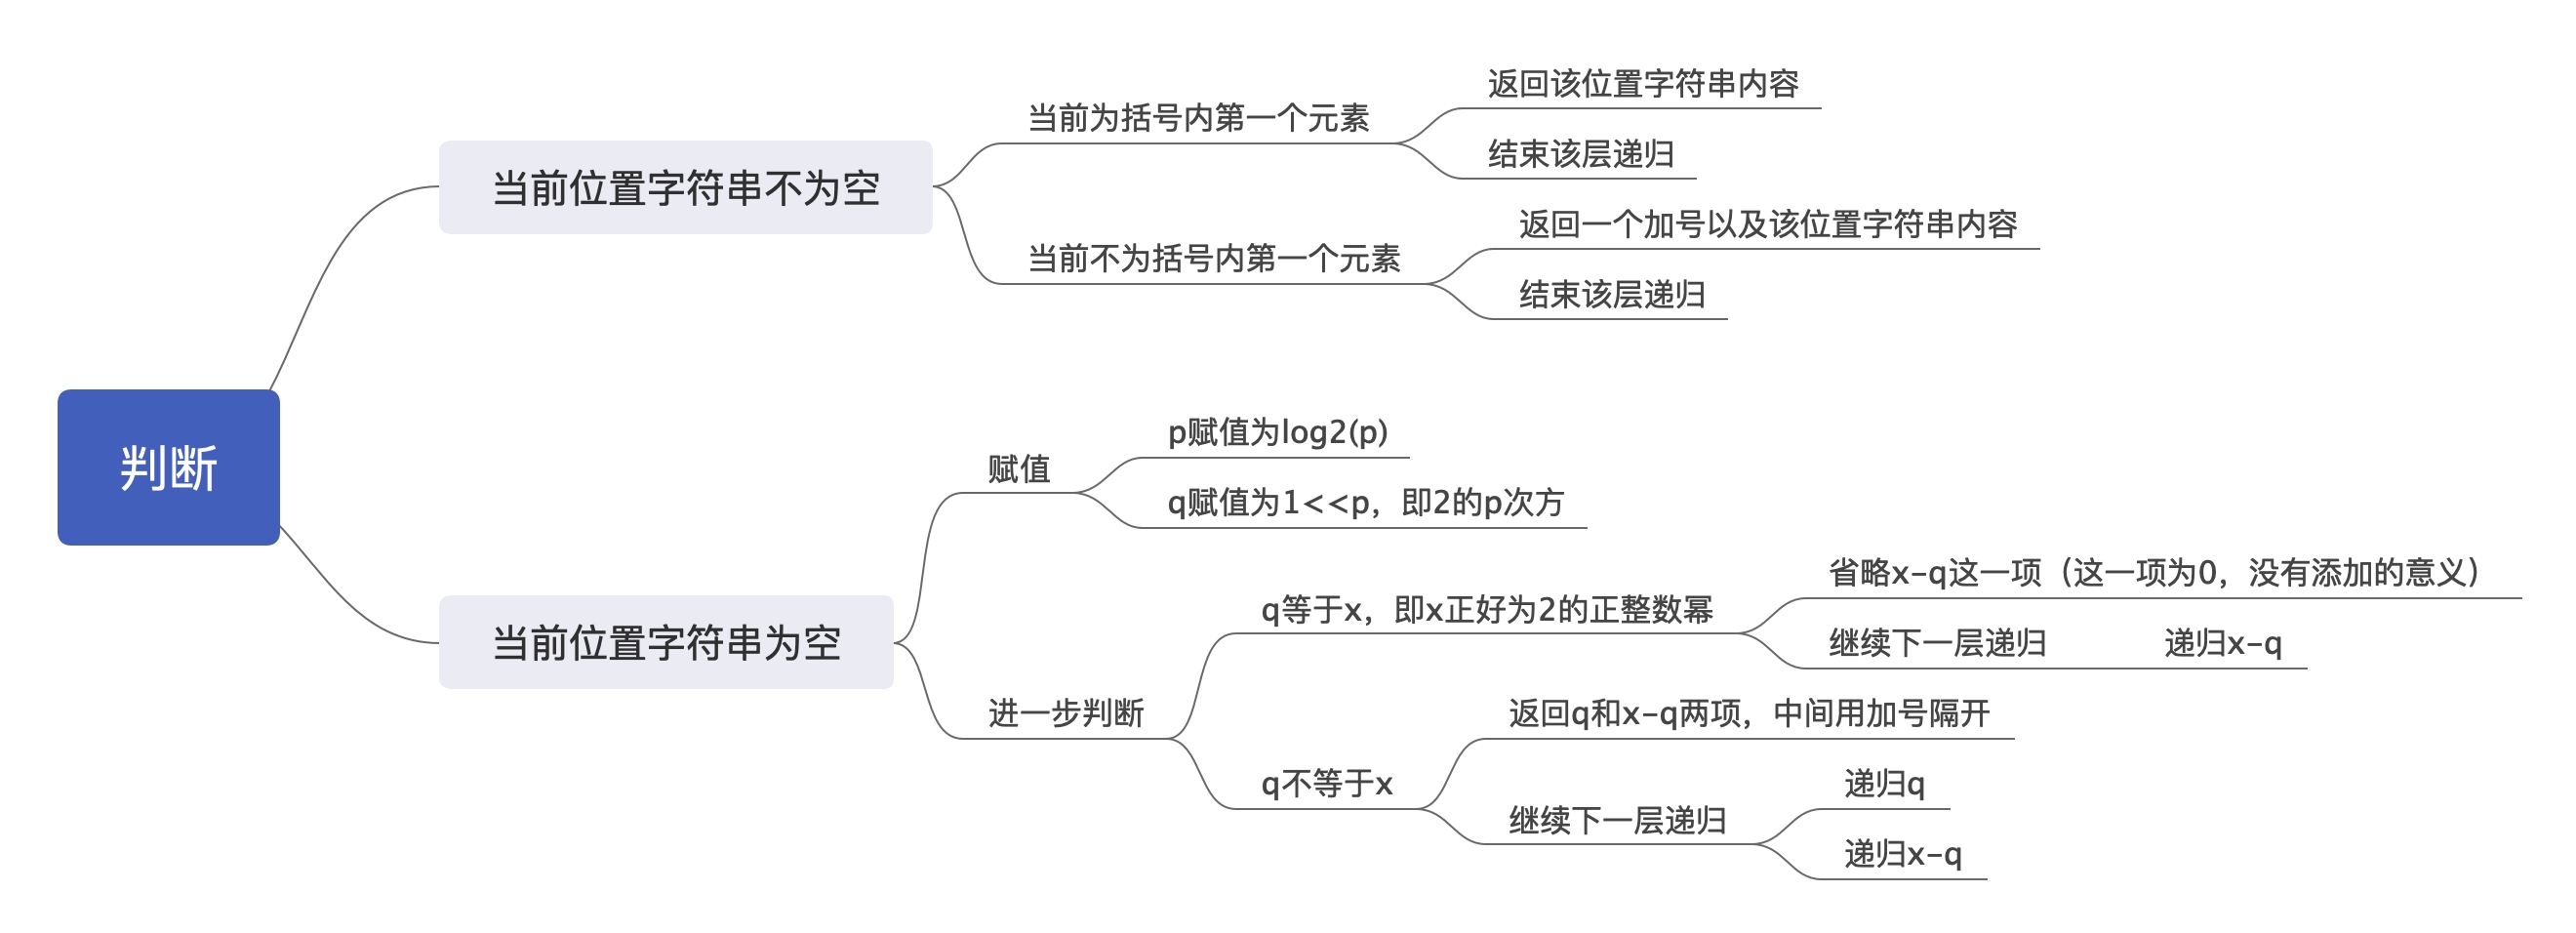 判断
当前位置字符串不为空
当前为括号内第一个元素
返回该位置字符串内容
结束该层递归
当前不为括号内第一个元素
返回一个加号以及该位置字符串内容
结束该层递归
当前位置字符串为空
赋值
p赋值为log2(p)
q赋值为1<<p，即2的p次方
进一步判断
q等于x，即x正好为2的正整数幂
省略x-q这一项（这一项为0，没有添加的意义）
继续下一层递归 递归x-q
q不等于x
返回q和x-q两项，中间用加号隔开
继续下一层递归
递归q
递归x-q